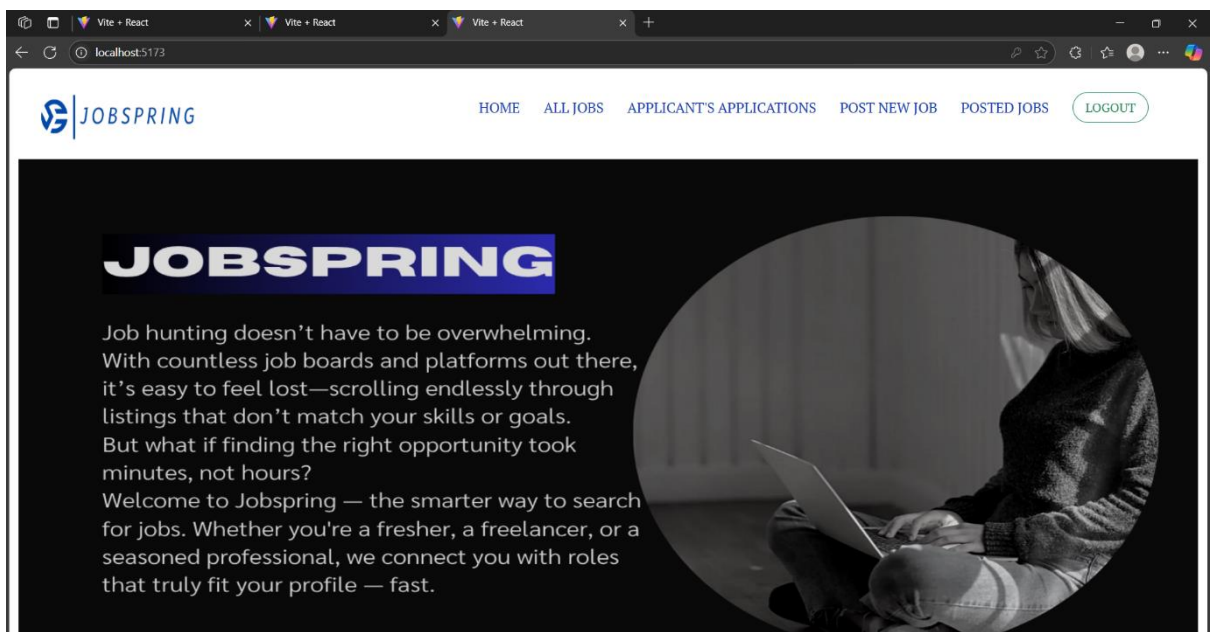 Vite + React
Vite + React
Vite + React
localhost:5173
JOBSPRING
HOME ALL JOBS APPLICANT'S APPLICATIONS POST NEW JOB POSTED JOBS LOGOUT
JOBSPRING
Job hunting doesn’t have to be overwhelming.
With countless job boards and platforms out there,
it’s easy to feel lost—scrolling endlessly through
listings that don’t match your skills or goals.
But what if finding the right opportunity took
minutes, not hours?
Welcome to Jobspring — the smarter way to search
for jobs. Whether you're a fresher, a freelancer, or a
seasoned professional, we connect you with roles
that truly fit your profile — fast.